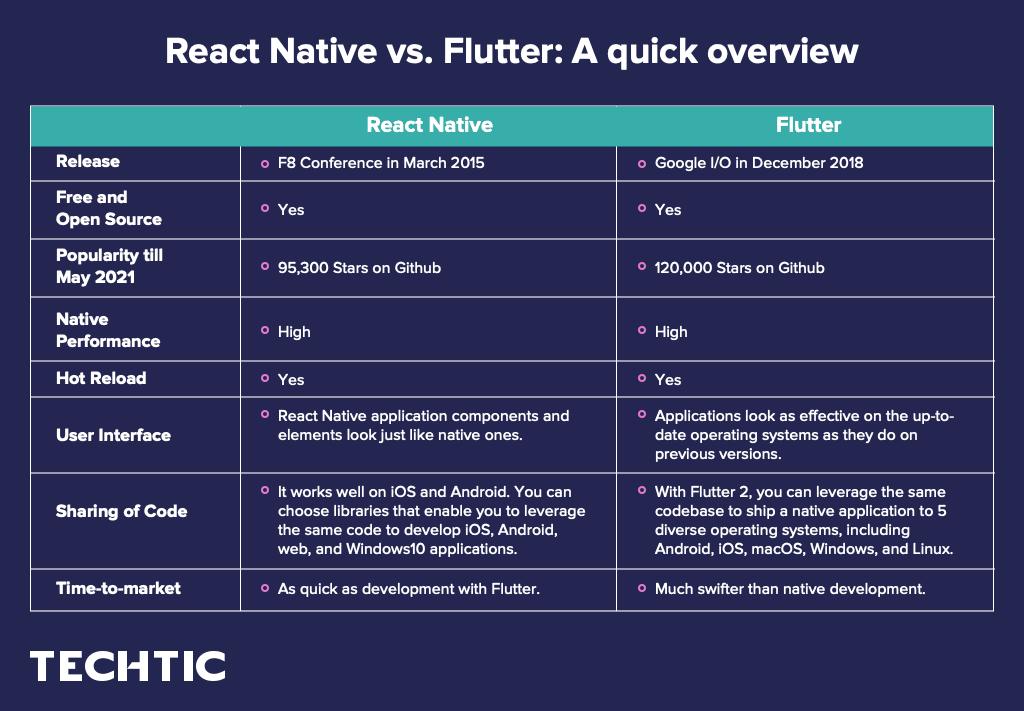 React Native vs. Flutter: A quick overview
React Native
Flutter
Release
F8 Conference in March 2015
Google I/O in December 2018
Free and
Open Source
Yes
Yes
Popularity till
May 2021
95,300 Stars on Github
120,000 Stars on Github
Native
Performance
High
High
Hot Reload
Yes
Yes
User Interface
React Native application components and
elements look just like native ones.
Applications look as effective on the up-to-
date operating systems as they do on
previous versions.
Sharing of Code
It works well on iOS and Android. You can
choose libraries that enable you to leverage
the same code to develop iOS, Android,
web, and Windows10 applications.
With Flutter 2, you can leverage the same
codebase to ship a native application to 5
diverse operating systems, including
Android, iOS, macOS, Windows, and Linux.
Time-to-market
As quick as development with Flutter.
Much swifter than native development.
TECHTIC